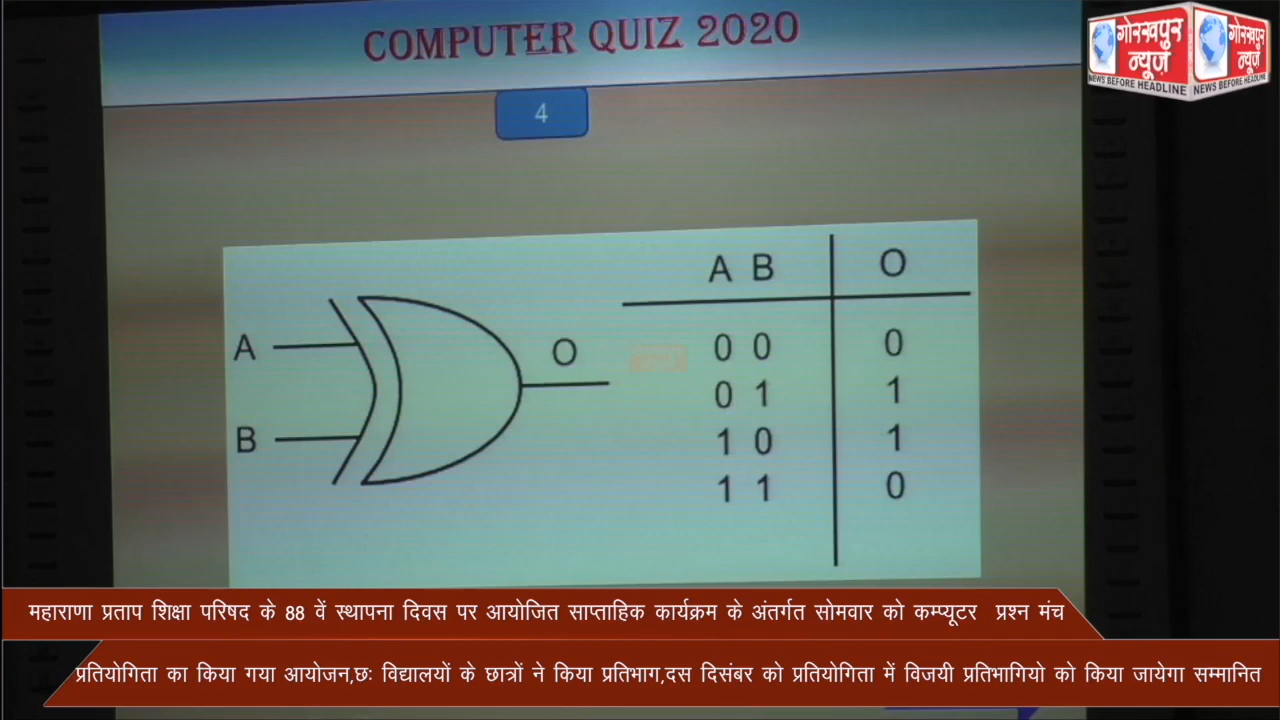 COMPUTER QUIZ 2020
गोरखपुर न्यूज़
NEWS BEFORE HEADLINE
गोरखपुर न्यूज़
NEWS BEFORE HEADLINE
4
A B O
A
B
O
0 0 0
0 1 1
1 0 1
1 1 0
महाराणा प्रताप शिक्षा परिषद के 88 वें स्थापना दिवस पर आयोजित साप्ताहिक कार्यक्रम के अंतर्गत सोमवार को कम्प्यूटर प्रश्न मंच
प्रतियोगिता का किया गया आयोजन,छः विद्यालयों के छात्रों ने किया प्रतिभाग,दस दिसंबर को प्रतियोगिता में विजयी प्रतिभागियो को किया जायेगा सम्मानित